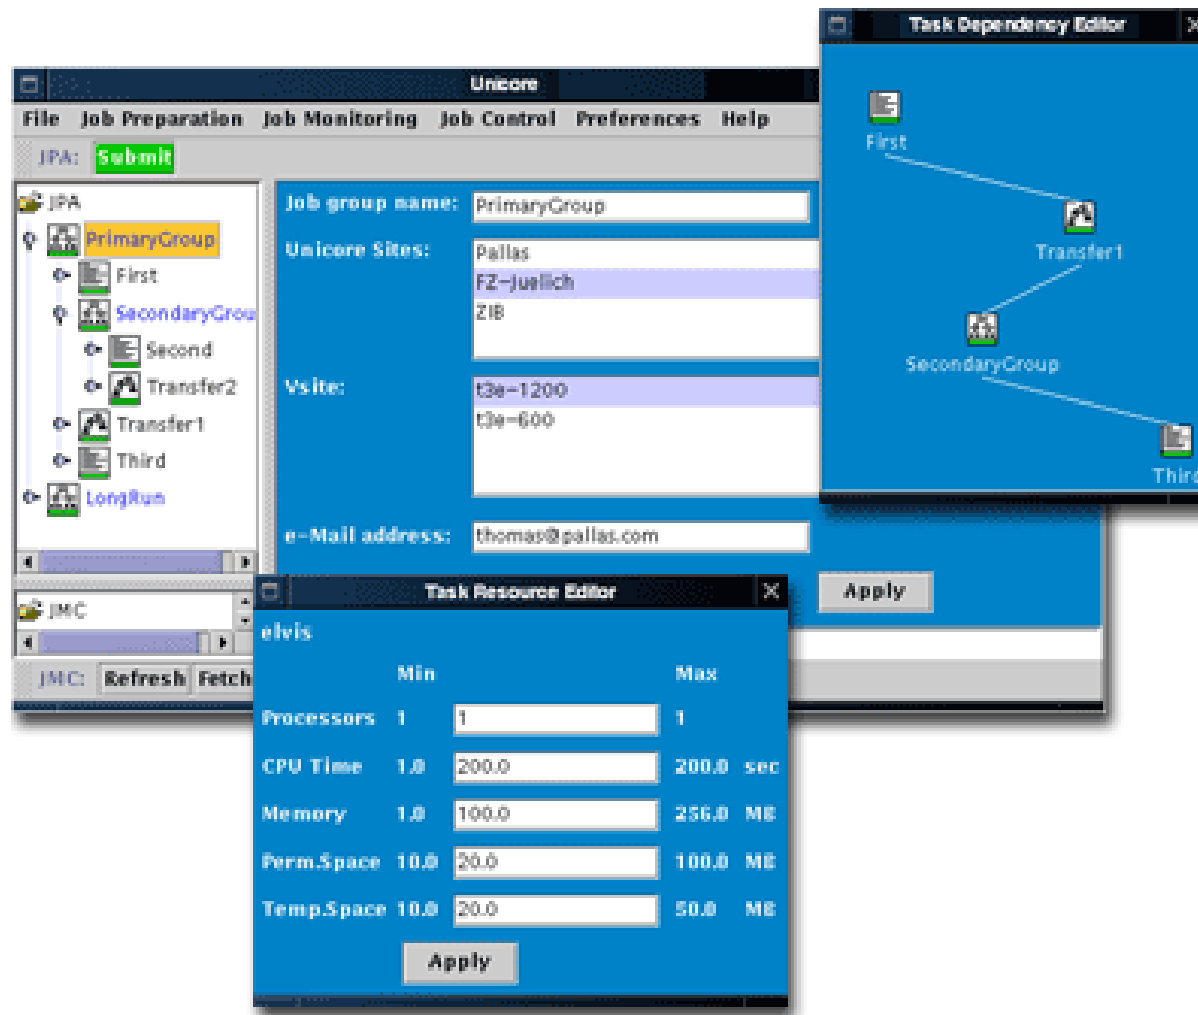 Task Dependency Editor
First
Transfer1
SecondaryGroup
Third
Unicore
File Job Preparation Job Monitoring Job Control Preferences Help
JPA: Submit
JPA
PrimaryGroup
First
SecondaryGrou
Second
Transfer2
Transfer1
Third
LongRun
JMC
JMC: Refresh Fetch
Job group name: PrimaryGroup
Unicore Sites: Pallas
FZ-Juelich
ZIB
Vsite: t3e-1200
t3e-600
e-Mail address: thomas@pallas.com
Apply
Task Resource Editor
elvis
Min Max
Processors 1 1 1
CPU Time 1.0 200.0 200.0 sec
Memory 1.0 100.0 256.0 MB
Perm.Space 10.0 20.0 100.0 MB
Temp.Space 10.0 20.0 50.0 MB
Apply